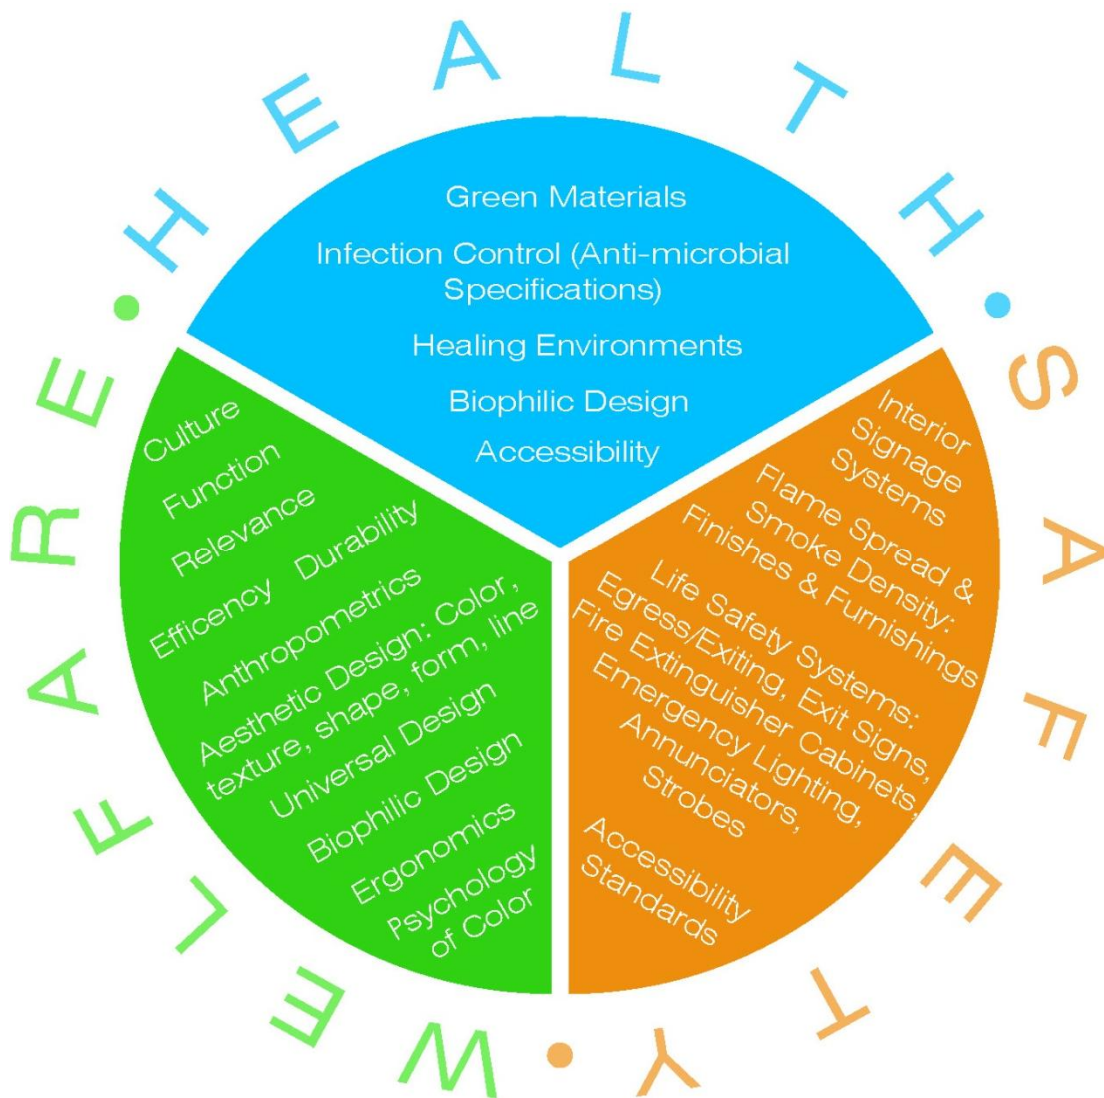 HEALTH
Green Materials
Infection Control (Anti-microbial
Specifications)
Healing Environments
Biophilic Design
Accessibility
SAFETY
Interior
Signage
Systems
Flame Spread &
Smoke Density:
Finishes & Furnishings
Life Safety Systems:
Egress/Exiting, Exit Signs,
Fire Extinguisher Cabinets,
Emergency Lighting,
Annunciators,
Strobes
Accessibility
Standards
WELFARE
Culture
Function
Relevance
Efficency Durability
Anthropometrics
Aesthetic Design: Color,
texture, shape, form, line
Universal Design
Biophilic Design
Ergonomics
Psychology
of Color